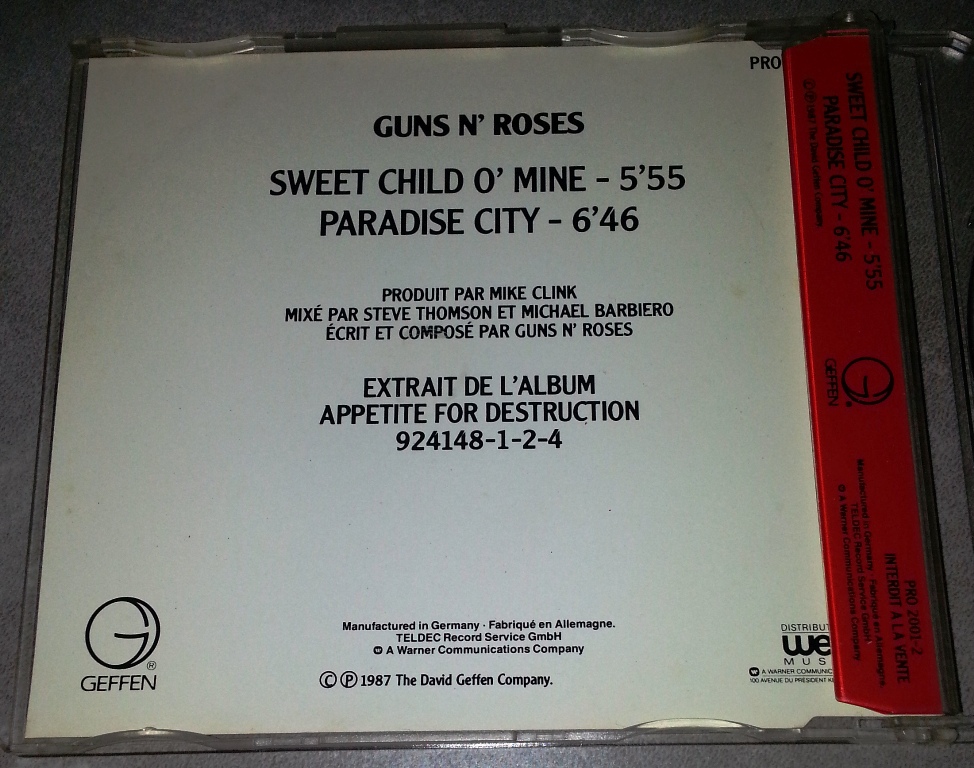 PRO
GUNS N' ROSES
SWEET CHILD O' MINE - 5'55
PARADISE CITY - 6'46
PRODUIT PAR MIKE CLINK
MIXÉ PAR STEVE THOMSON ET MICHAEL BARBIERO
ÉCRIT ET COMPOSÉ PAR GUNS N' ROSES
EXTRAIT DE L'ALBUM
APPETITE FOR DESTRUCTION
924148-1-2-4
G ®
GEFFEN
Manufactured in Germany · Fabriqué en Allemagne.
TELDEC Record Service GmbH
A Warner Communications Company
© ℗ 1987 The David Geffen Company.
DISTRIBUT
we
MUS
A WARNER COMMUNIC
100 AVENUE DU PRÉSIDENT KE
SWEET CHILD O' MINE - 5'55
PARADISE CITY - 6'46
© ℗ 1987 The David Geffen Company.
G
GEFFEN
Manufactured in Germany · Fabriqué en Allemagne.
TELDEC Record Service GmbH
A Warner Communications Company
PRO 2001-2
INTERDIT A LA VENTE